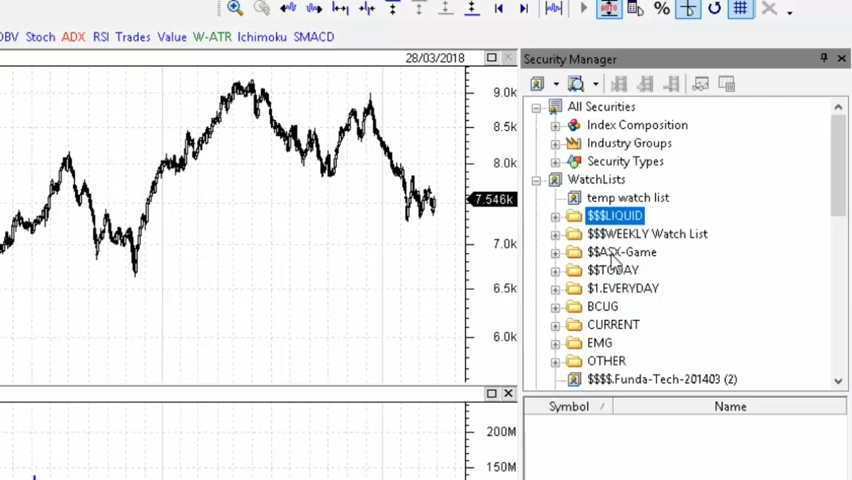 OBV Stoch ADX RSI Trades Value W-ATR Ichimoku SMACD
28/03/2018
9.0k
8.5k
8.0k
7.546k
7.0k
6.5k
6.0k
200M
150M
Security Manager
All Securities
Index Composition
Industry Groups
Security Types
WatchLists
temp watch list
$$$LIQUID
$$$WEEKLY Watch List
$$ASX-Game
$$TODAY
$1.EVERYDAY
BCUG
CURRENT
EMG
OTHER
$$$$.Funda-Tech-201403 (2)
Symbol / Name